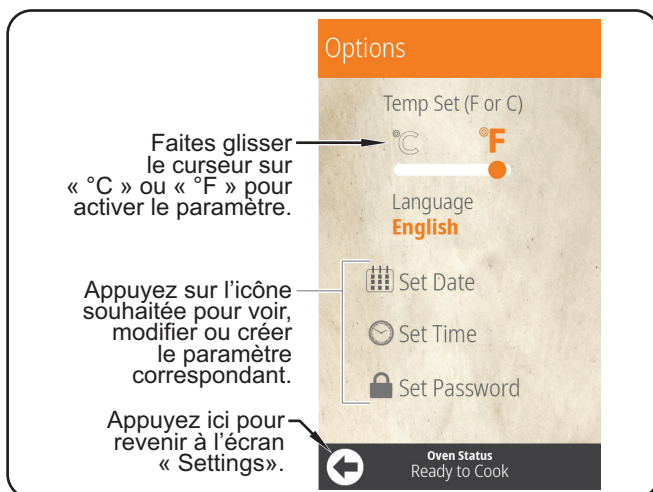 Options
Temp Set (F or C)
°C °F
Faites glisser
le curseur sur
« °C » ou « °F » pour
activer le paramètre.
Language
English
Appuyez sur l'icône
souhaitée pour voir,
modifier ou créer
le paramètre
correspondant.
Set Date
Set Time
Set Password
Appuyez ici pour
revenir à l'écran
« Settings».
Oven Status
Ready to Cook